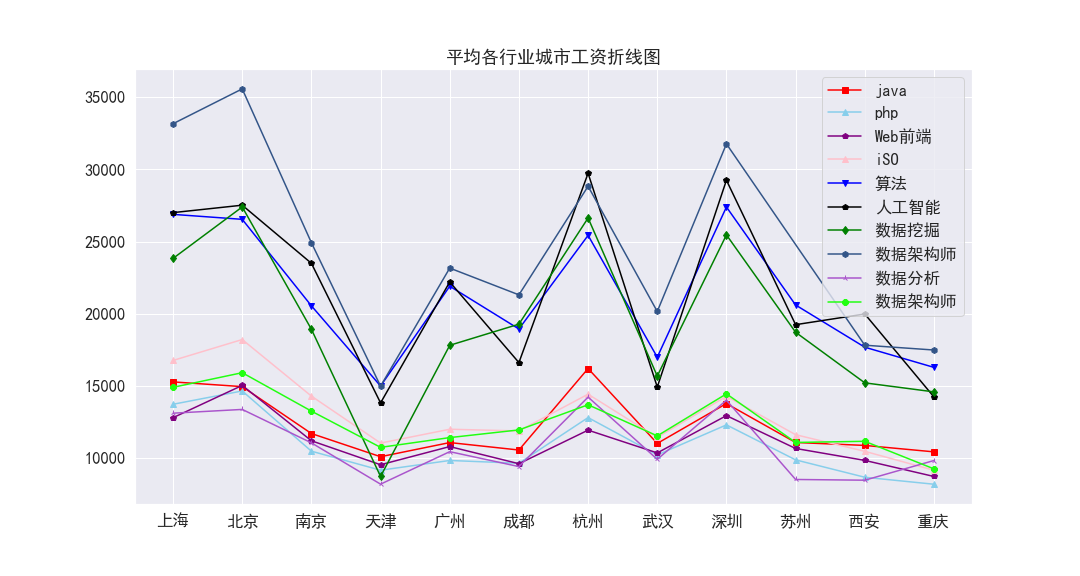 平均各行业城市工资折线图
35000
30000
25000
20000
15000
10000
java
php
Web前端
iSO
算法
人工智能
数据挖掘
数据架构师
数据分析
数据架构师
上海 北京 南京 天津 广州 成都 杭州 武汉 深圳 苏州 西安 重庆